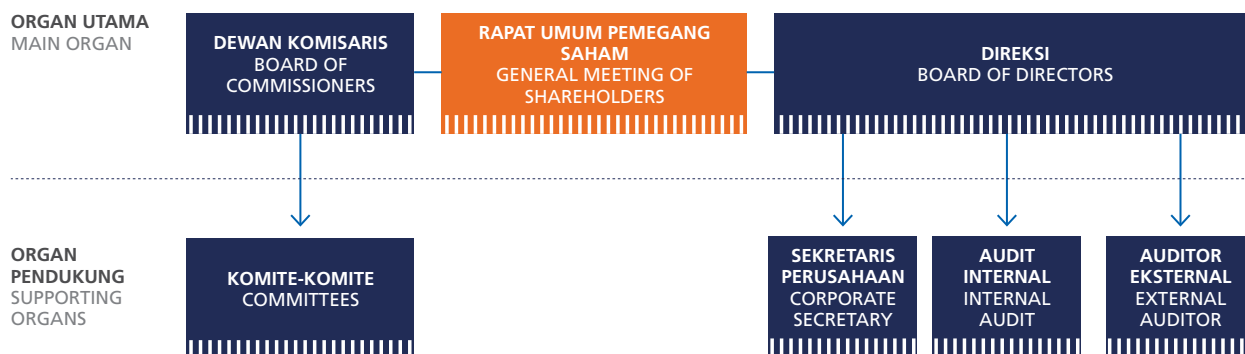 ORGAN UTAMA
MAIN ORGAN
DEWAN KOMISARIS
BOARD OF
COMMISSIONERS
RAPAT UMUM PEMEGANG
SAHAM
GENERAL MEETING OF
SHAREHOLDERS
DIREKSI
BOARD OF DIRECTORS
ORGAN
PENDUKUNG
SUPPORTING
ORGANS
KOMITE-KOMITE
COMMITTEES
SEKRETARIS
PERUSAHAAN
CORPORATE
SECRETARY
AUDIT
INTERNAL
INTERNAL
AUDIT
AUDITOR
EKSTERNAL
EXTERNAL
AUDITOR